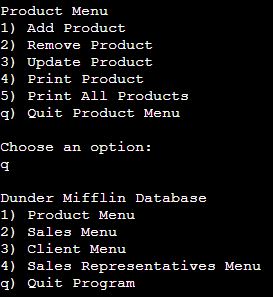 Product Menu
1) Add Product
2) Remove Product
3) Update Product
4) Print Product
5) Print All Products
q) Quit Product Menu
Choose an option:
q
Dunder Mifflin Database
1) Product Menu
2) Sales Menu
3) Client Menu
4) Sales Representatives Menu
q) Quit Program